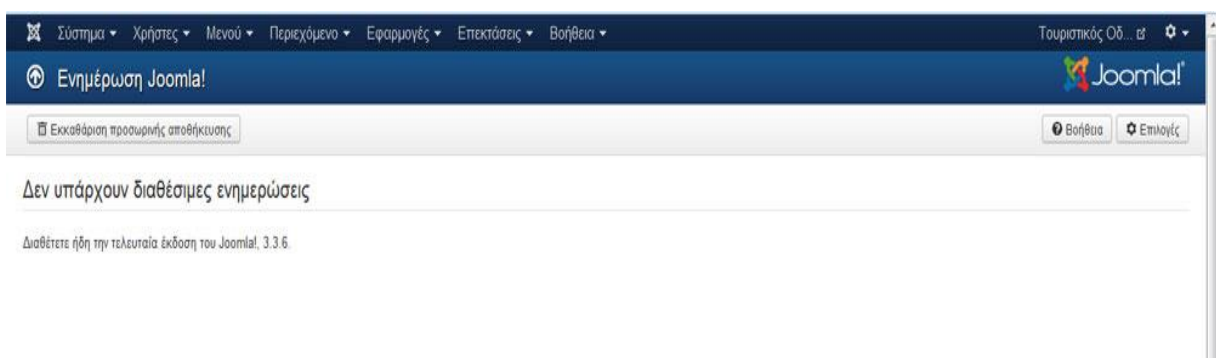 Σύστημα Χρήστες Μενού Περιεχόμενο Εφαρμογές Επεκτάσεις Βοήθεια Τουριστικός Οδ...
Ενημέρωση Joomla! Joomla!
Εκκαθάριση προσωρινής αποθήκευσης Βοήθεια Επιλογές
Δεν υπάρχουν διαθέσιμες ενημερώσεις
Διαθέτετε ήδη την τελευταία έκδοση του Joomla!, 3.3.6.